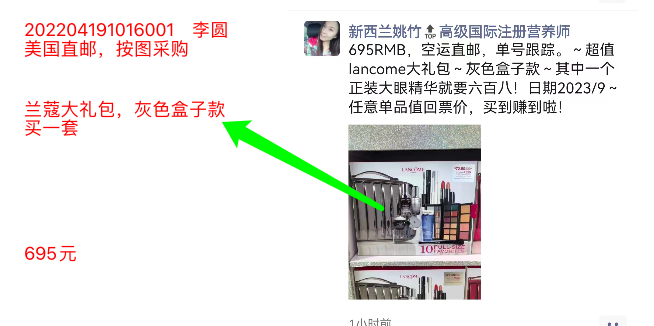 202204191016001 李圆
美国直邮，按图采购
兰蔻大礼包，灰色盒子款
买一套
695元
新西兰姚竹TOP高级国际注册营养师
695RMB，空运直邮，单号跟踪。~超值
lancome大礼包~灰色盒子款~其中一个
正装大眼精华就要六百八！日期2023/9~
任意单品值回票价，买到赚到啦！
LANCOME
10 FULL-SIZE
LANCOME
1小时前